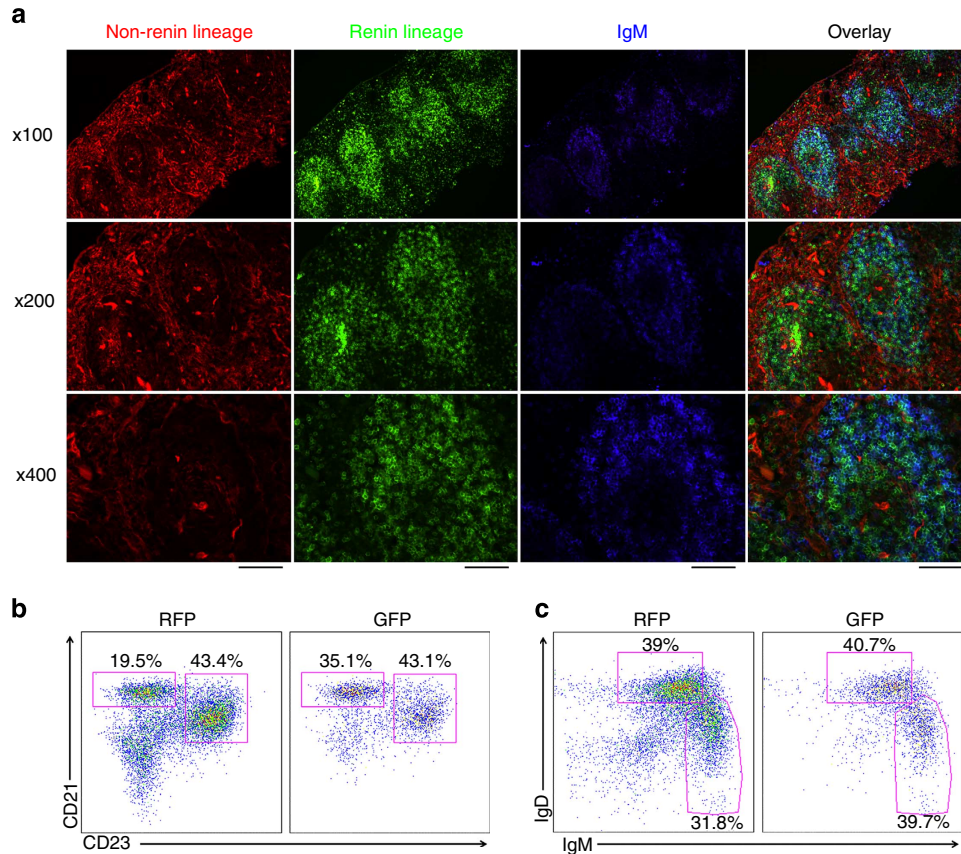 a
Non-renin lineage
Renin lineage
IgM
Overlay
x100
x200
x400
b
RFP
GFP
19.5%
43.4%
35.1%
43.1%
CD21
CD23
c
RFP
GFP
39%
40.7%
31.8%
39.7%
IgD
IgM